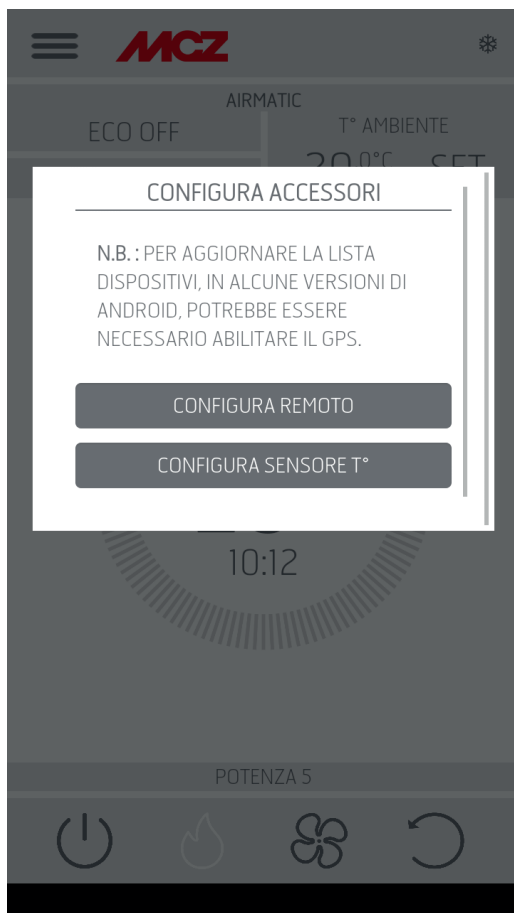 MCZ
AIRMATIC
ECO OFF
T° AMBIENTE
CONFIGURA ACCESSORI
N.B. : PER AGGIORNARE LA LISTA
DISPOSITIVI, IN ALCUNE VERSIONI DI
ANDROID, POTREBBE ESSERE
NECESSARIO ABILITARE IL GPS.
CONFIGURA REMOTO
CONFIGURA SENSORE T°
10:12
POTENZA 5